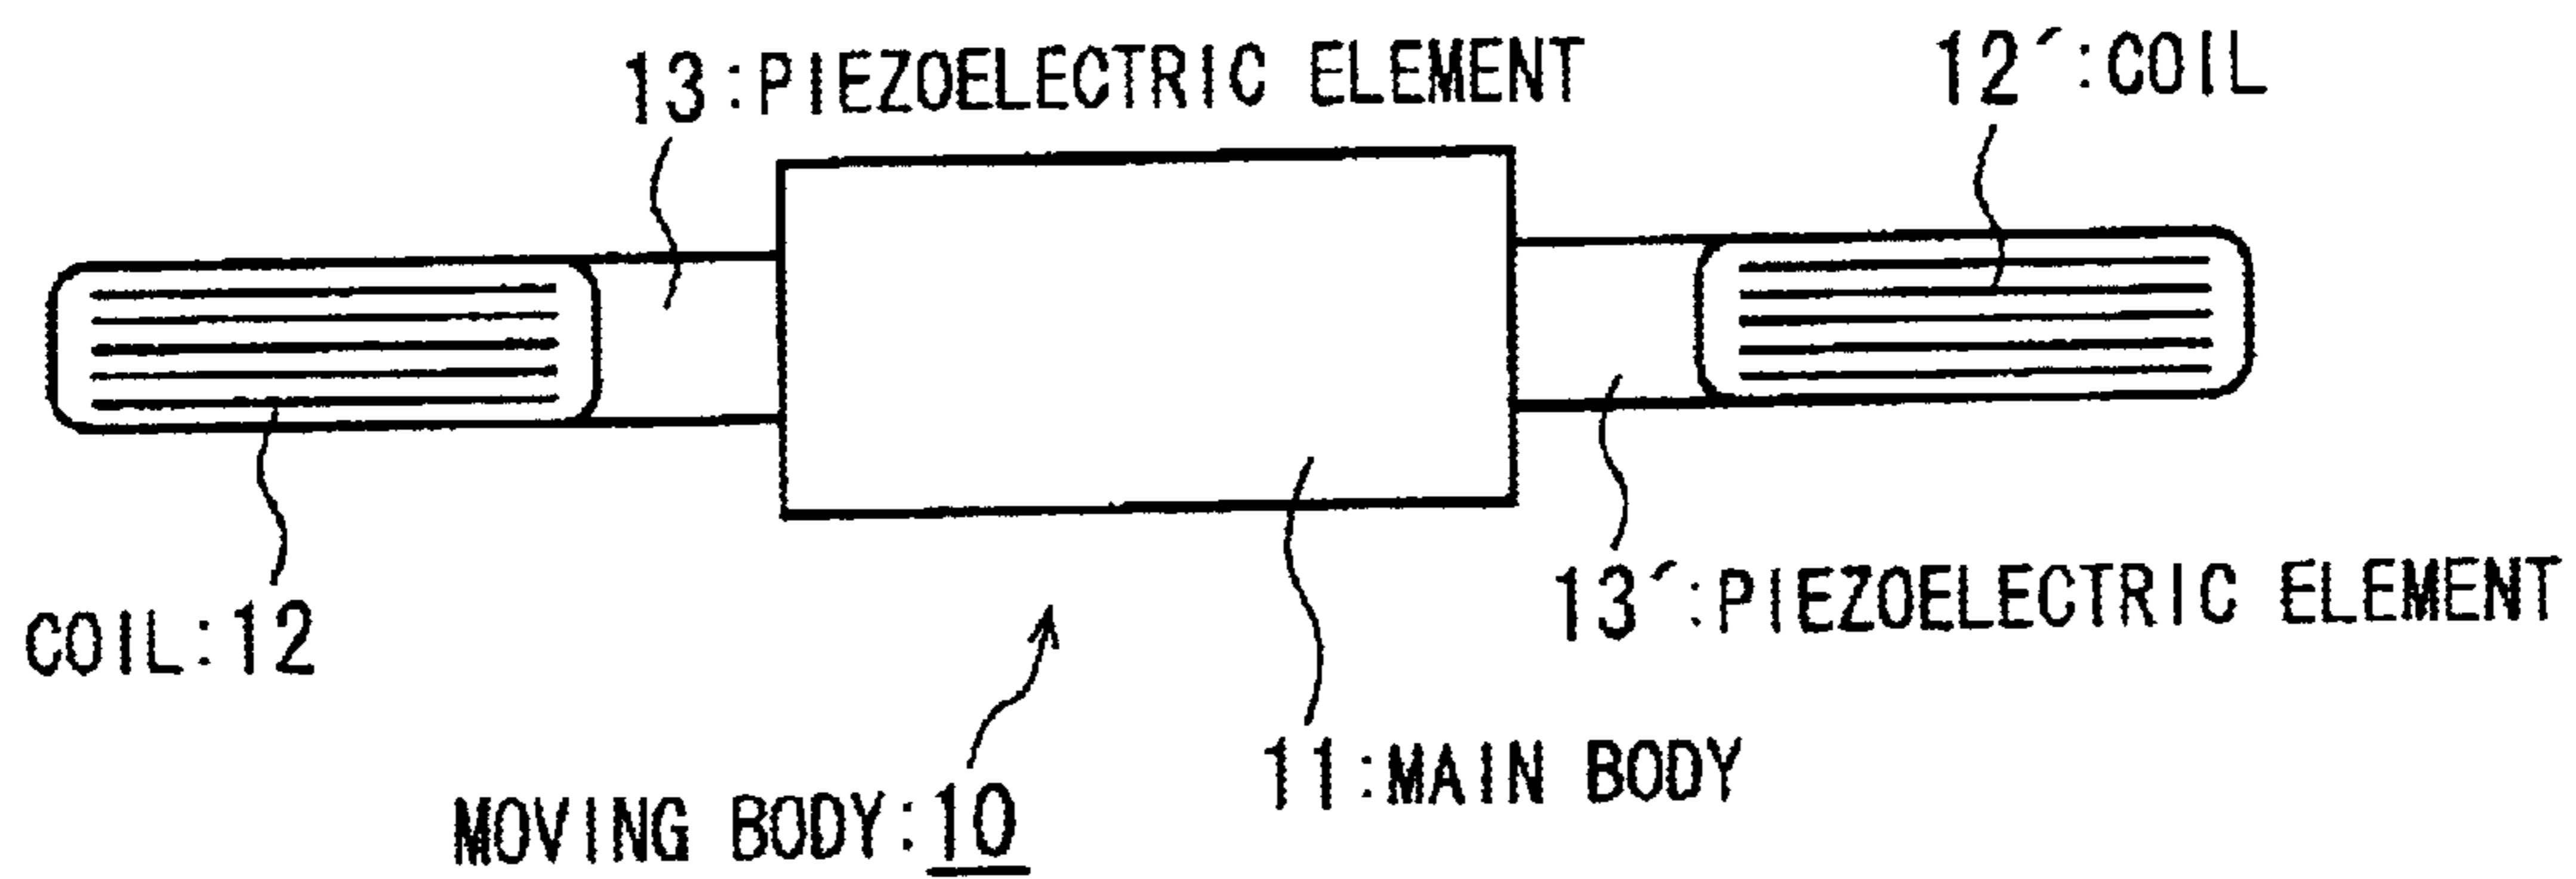 13:PIEZOELECTRIC ELEMENT
12´:COIL
COIL:12
13´:PIEZOELECTRIC ELEMENT
11:MAIN BODY
MOVING BODY:10